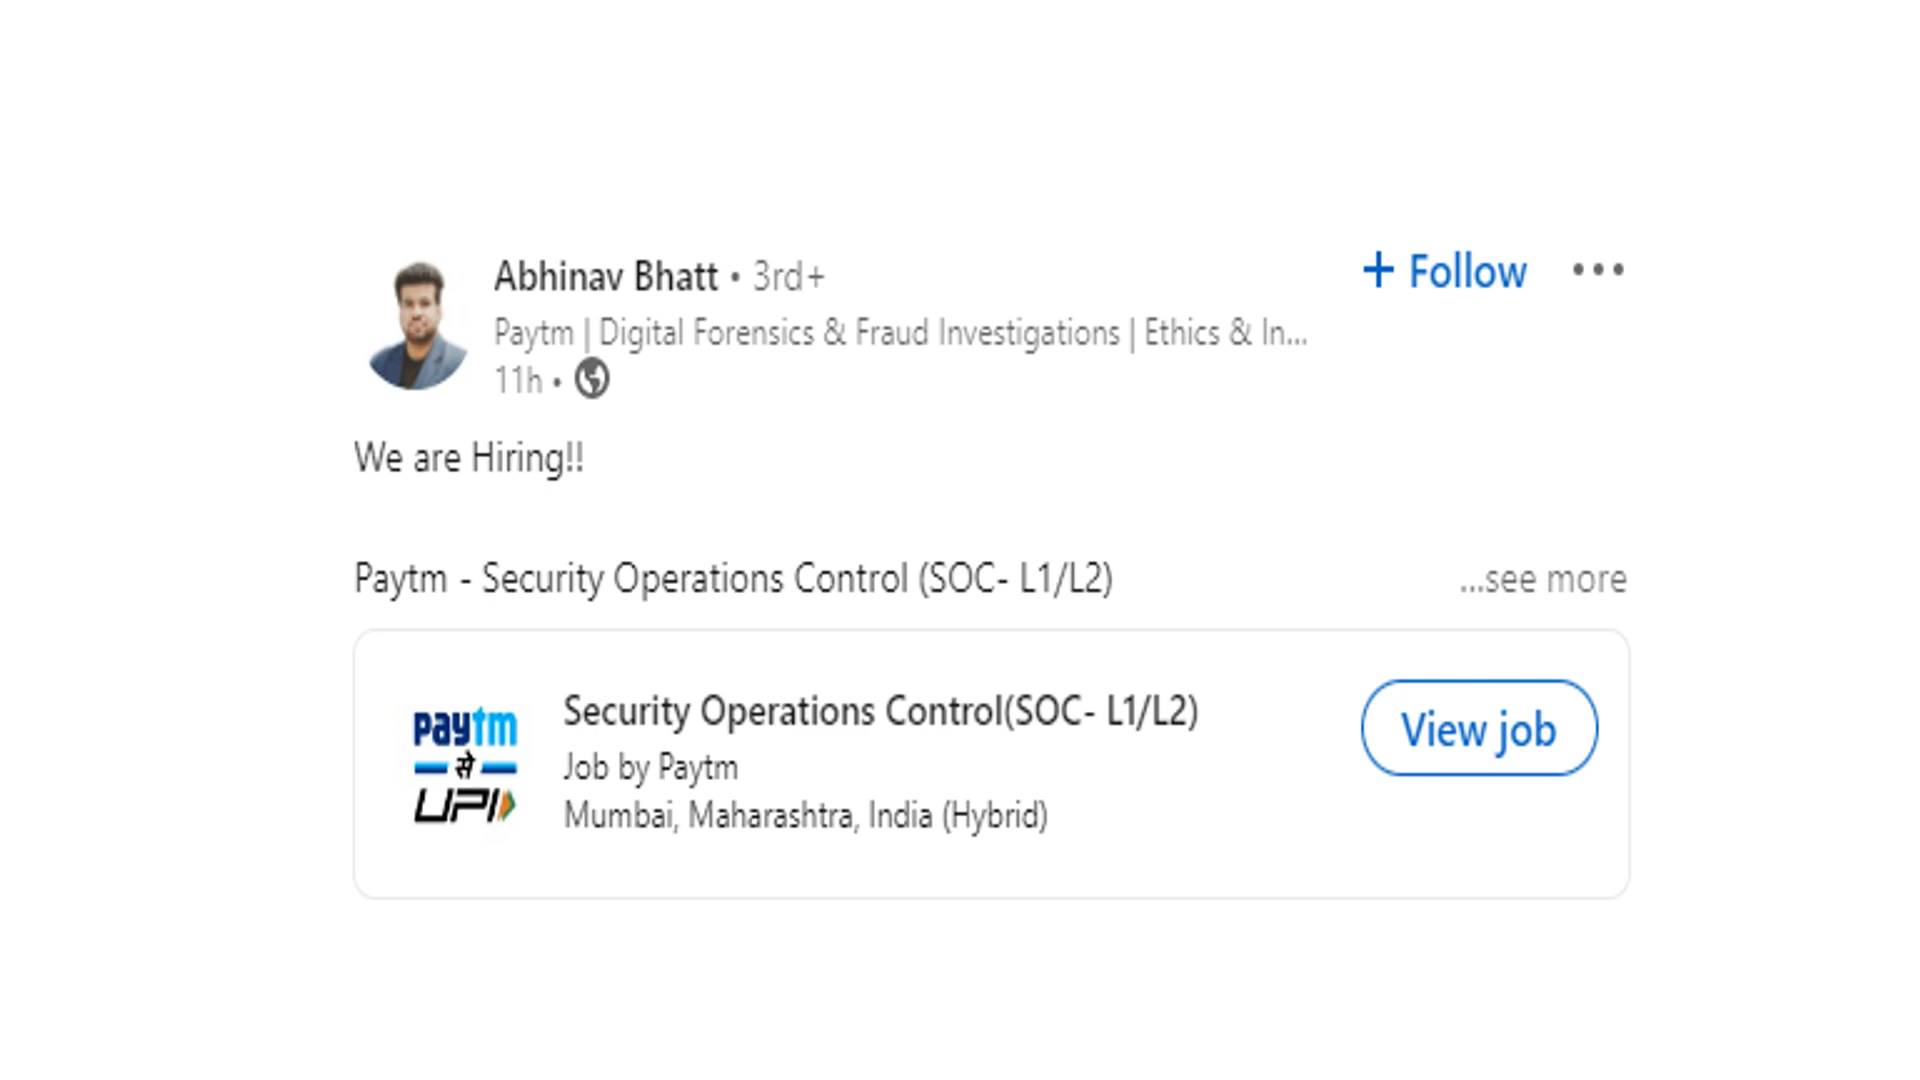 Abhinav Bhatt • 3rd+
+ Follow •••
Paytm | Digital Forensics & Fraud Investigations | Ethics & In...
11h •
We are Hiring!!
Paytm - Security Operations Control (SOC- L1/L2)
...see more
paytm
से
UPI
Security Operations Control(SOC- L1/L2)
Job by Paytm
Mumbai, Maharashtra, India (Hybrid)
View job